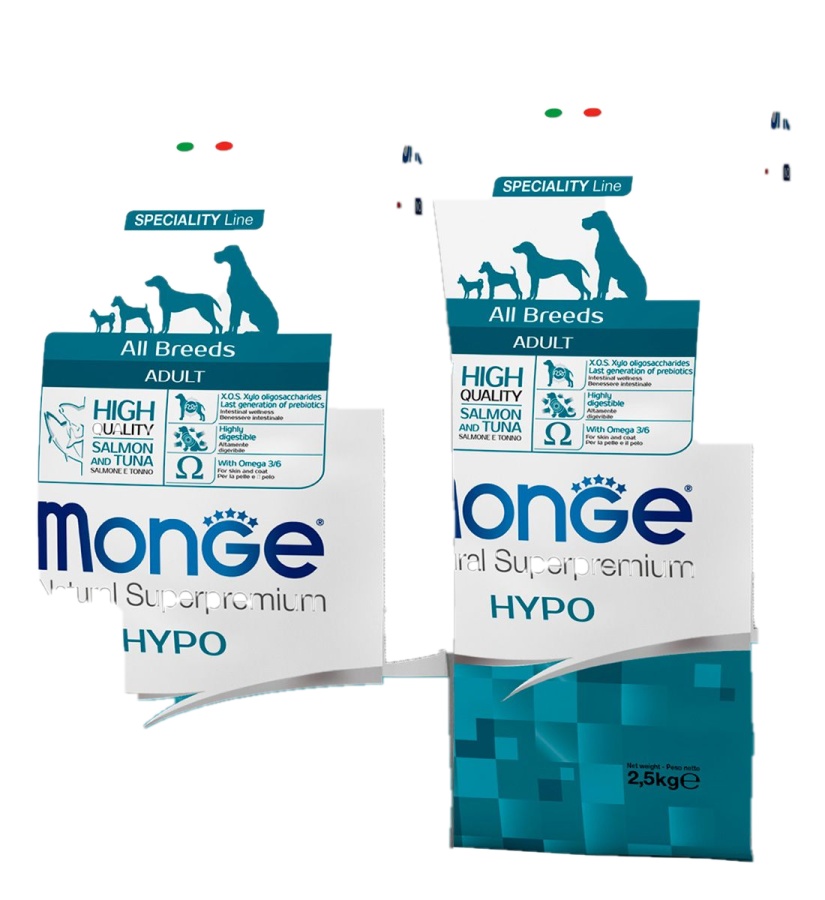 SPECIALITY Line
All Breeds
ADULT
HIGH
QUALITY
SALMON
AND TUNA
SALMONE E TONNO
X.O.S. Xylo oligosaccharides
Last generation of prebiotics
Intestinal wellness
Benessere intestinale
Highly
digestible
Altamente
digeribile
With Omega 3/6
For skin and coat
Per la pelle e il pelo
Monge®
Natural Superpremium
HYPO
SPECIALITY Line
All Breeds
ADULT
HIGH
QUALITY
SALMON
AND TUNA
SALMONE E TONNO
X.O.S. Xylo oligosaccharides
Last generation of prebiotics
Intestinal wellness
Benessere intestinale
Highly
digestible
Altamente
digeribile
With Omega 3/6
For skin and coat
Per la pelle e il pelo
onge®
ral Superpremium
HYPO
Net weight - Peso netto
2,5kg℮